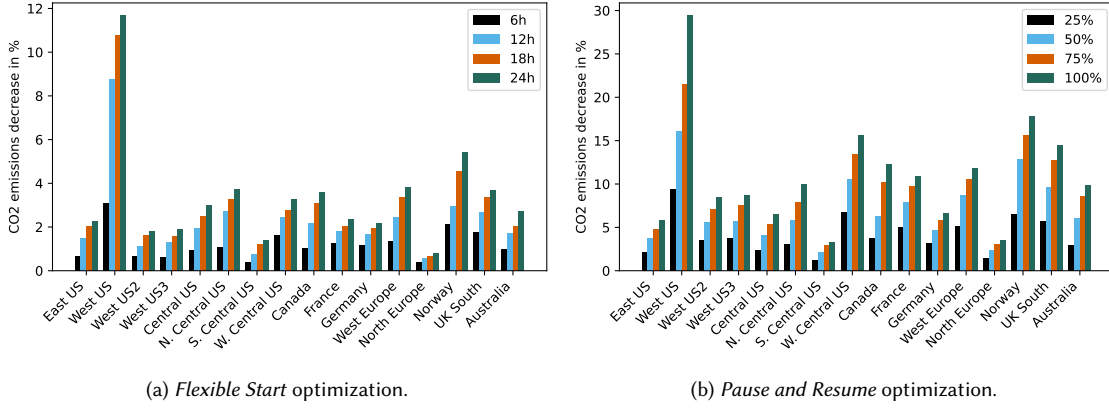 12
10
8
6
4
2
0
CO2 emissions decrease in %
6h
12h
18h
24h
East US
West US
West US2
West US3
Central US
N. Central US
S. Central US
W. Central US
Canada
France
Germany
West Europe
North Europe
Norway
UK South
Australia
(a) Flexible Start optimization.
30
25
20
15
10
5
0
CO2 emissions decrease in %
25%
50%
75%
100%
East US
West US
West US2
West US3
Central US
N. Central US
S. Central US
W. Central US
Canada
France
Germany
West Europe
North Europe
Norway
UK South
Australia
(b) Pause and Resume optimization.